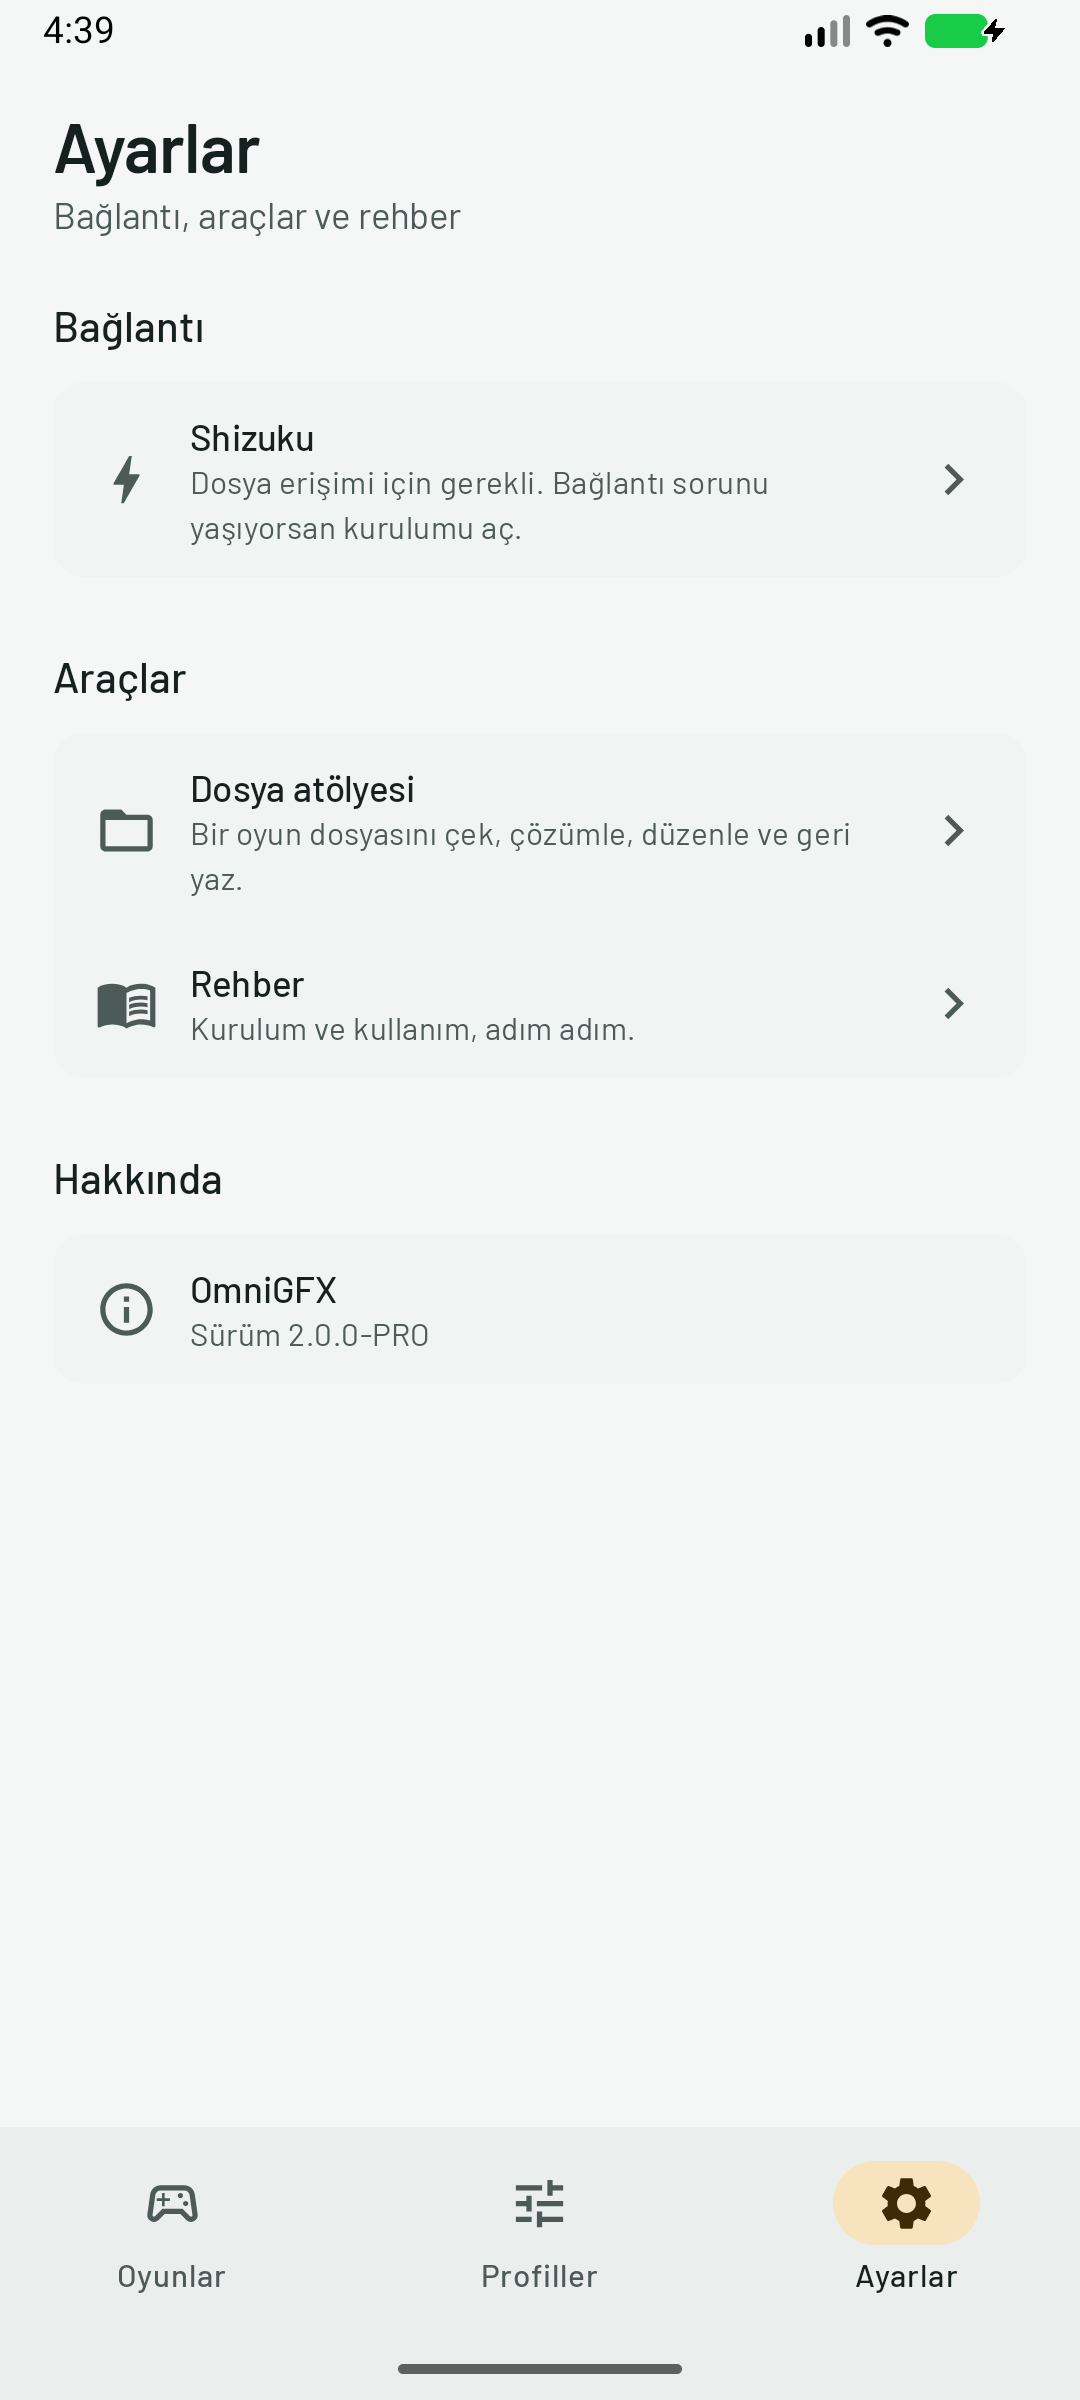 4:39
Ayarlar
Bağlantı, araçlar ve rehber
Bağlantı
Shizuku
Dosya erişimi için gerekli. Bağlantı sorunu
yaşıyorsan kurulumu aç.
Araçlar
Dosya atölyesi
Bir oyun dosyasını çek, çözümle, düzenle ve geri
yaz.
Rehber
Kurulum ve kullanım, adım adım.
Hakkında
OmniGFX
Sürüm 2.0.0-PRO
Oyunlar
Profiller
Ayarlar